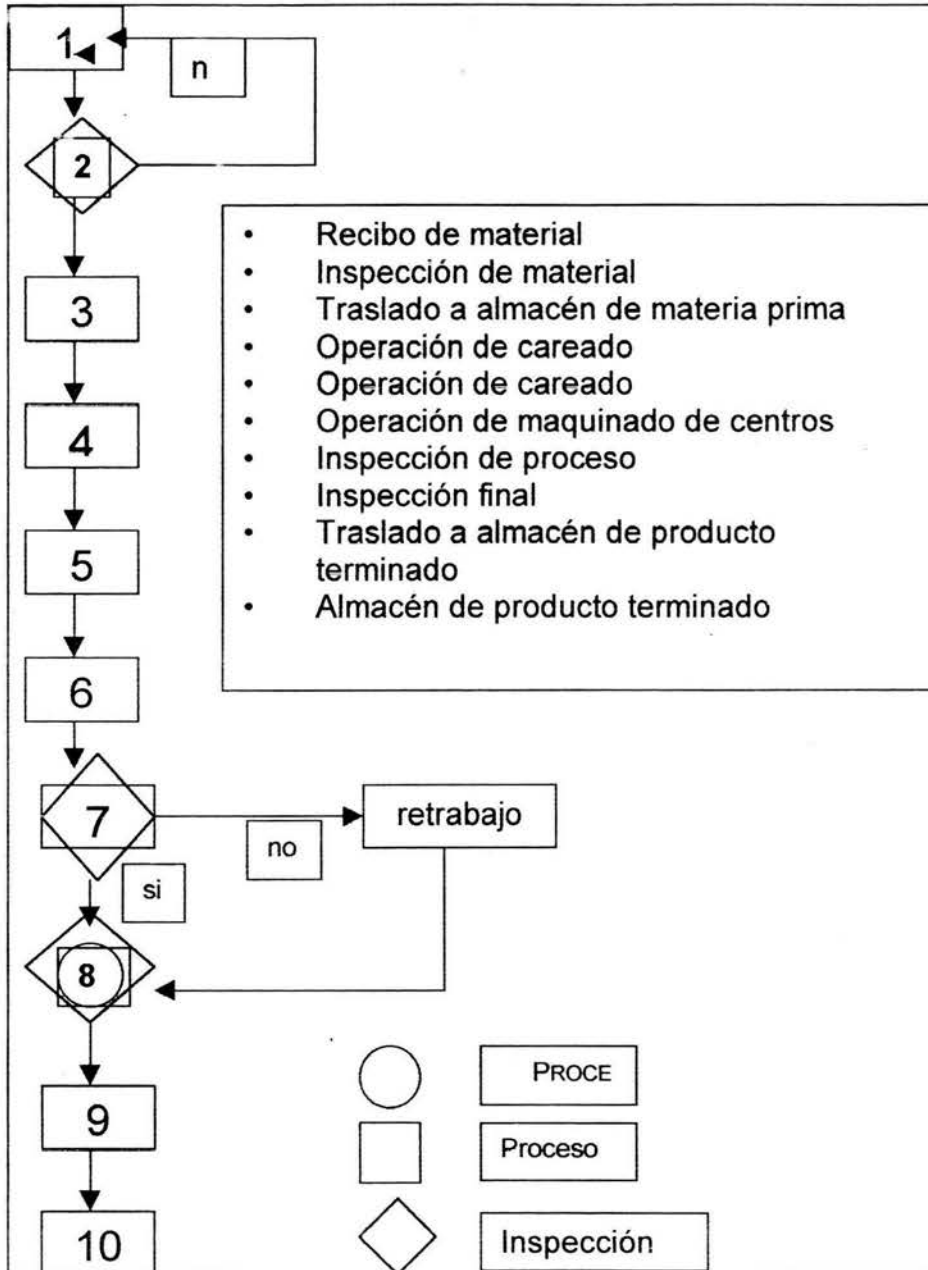 1
n
2
• Recibo de material
• Inspección de material
3
• Traslado a almacén de materia prima
• Operación de careado
• Operación de careado
4
• Operación de maquinado de centros
• Inspección de proceso
• Inspección final
• Traslado a almacén de producto
terminado
5
• Almacén de producto terminado
6
7
retrabajo
no
si
8
PROCE
9
Proceso
10
Inspección